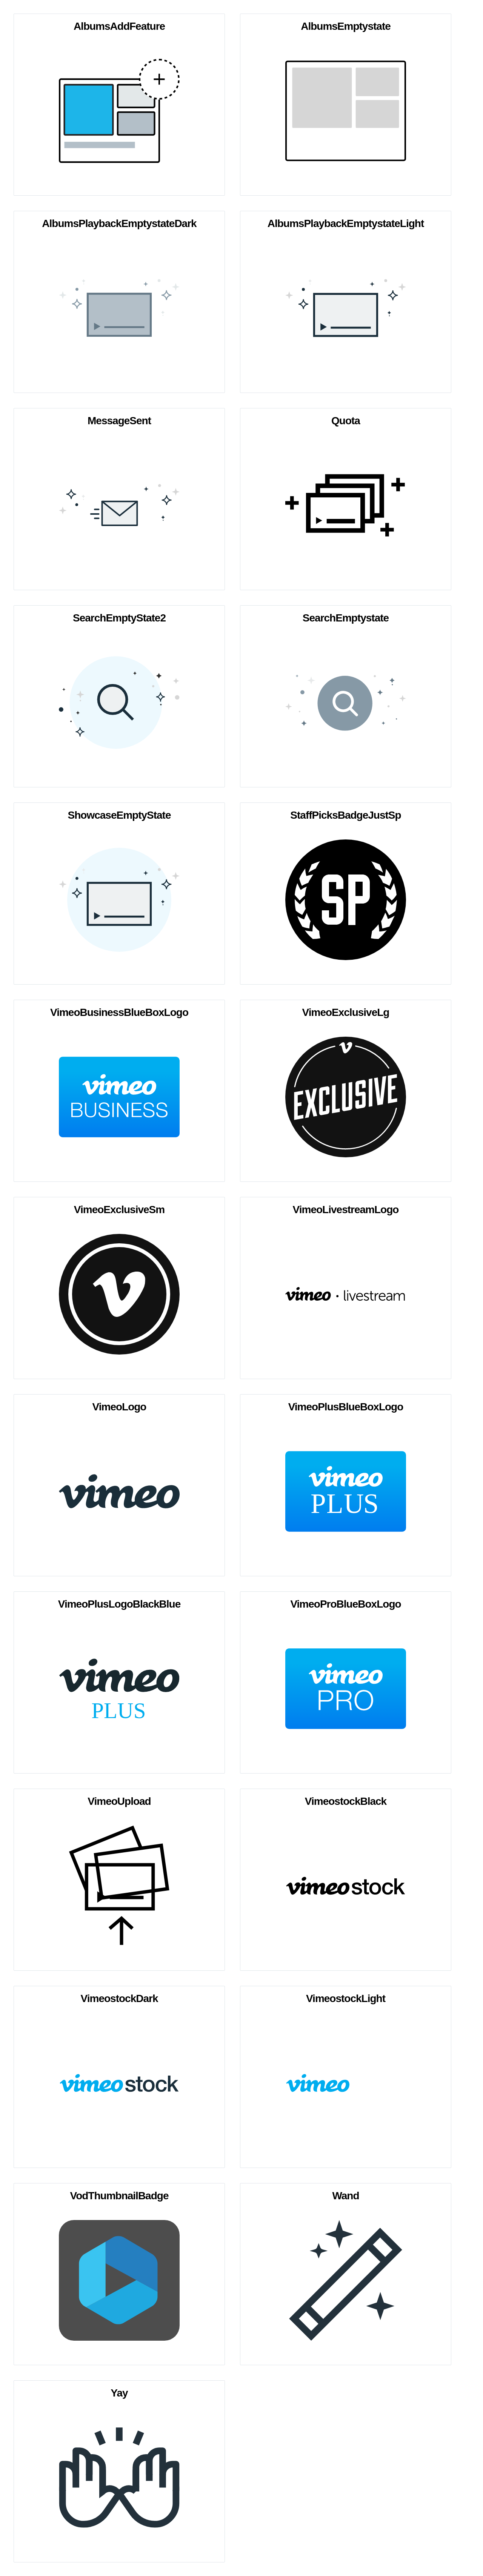 AlbumsAddFeature
AlbumsEmptystate
AlbumsPlaybackEmptystateDark
AlbumsPlaybackEmptystateLight
MessageSent
Quota
SearchEmptyState2
SearchEmptystate
ShowcaseEmptyState
StaffPicksBadgeJustSp
SP
VimeoBusinessBlueBoxLogo
vimeo
BUSINESS
VimeoExclusiveLg
v
EXCLUSIVE
VimeoExclusiveSm
v
VimeoLivestreamLogo
vimeo · livestream
VimeoLogo
vimeo
VimeoPlusBlueBoxLogo
vimeo
PLUS
VimeoPlusLogoBlackBlue
vimeo
PLUS
VimeoProBlueBoxLogo
vimeo
PRO
VimeoUpload
VimeostockBlack
vimeo stock
VimeostockDark
vimeo stock
VimeostockLight
vimeo
VodThumbnailBadge
Wand
Yay